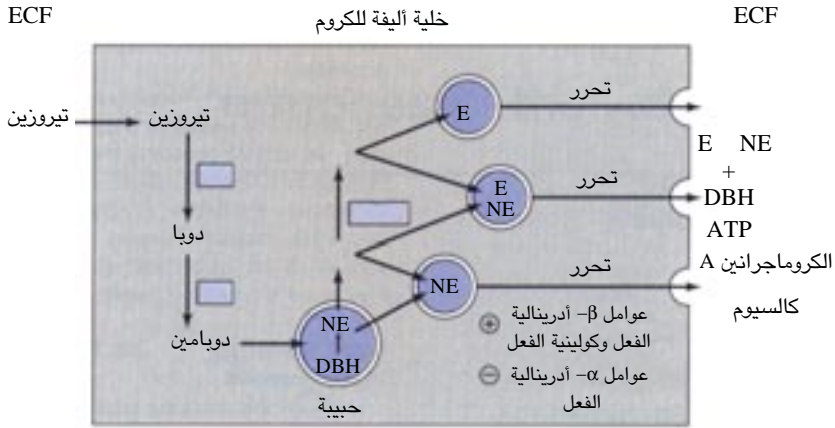 ECF
خلية أليفة للكروم
ECF
تيروزين
تيروزين
دوبا
دوبامين
NE
DBH
حبيبة
E
E
NE
NE
تحرر
تحرر
تحرر
E NE
+
DBH
ATP
الكروماجرانين A
كالسيوم
⊕ عوامل β– أدرينالية
الفعل وكولينية الفعل
⊖ عوامل α– أدرينالية
الفعل